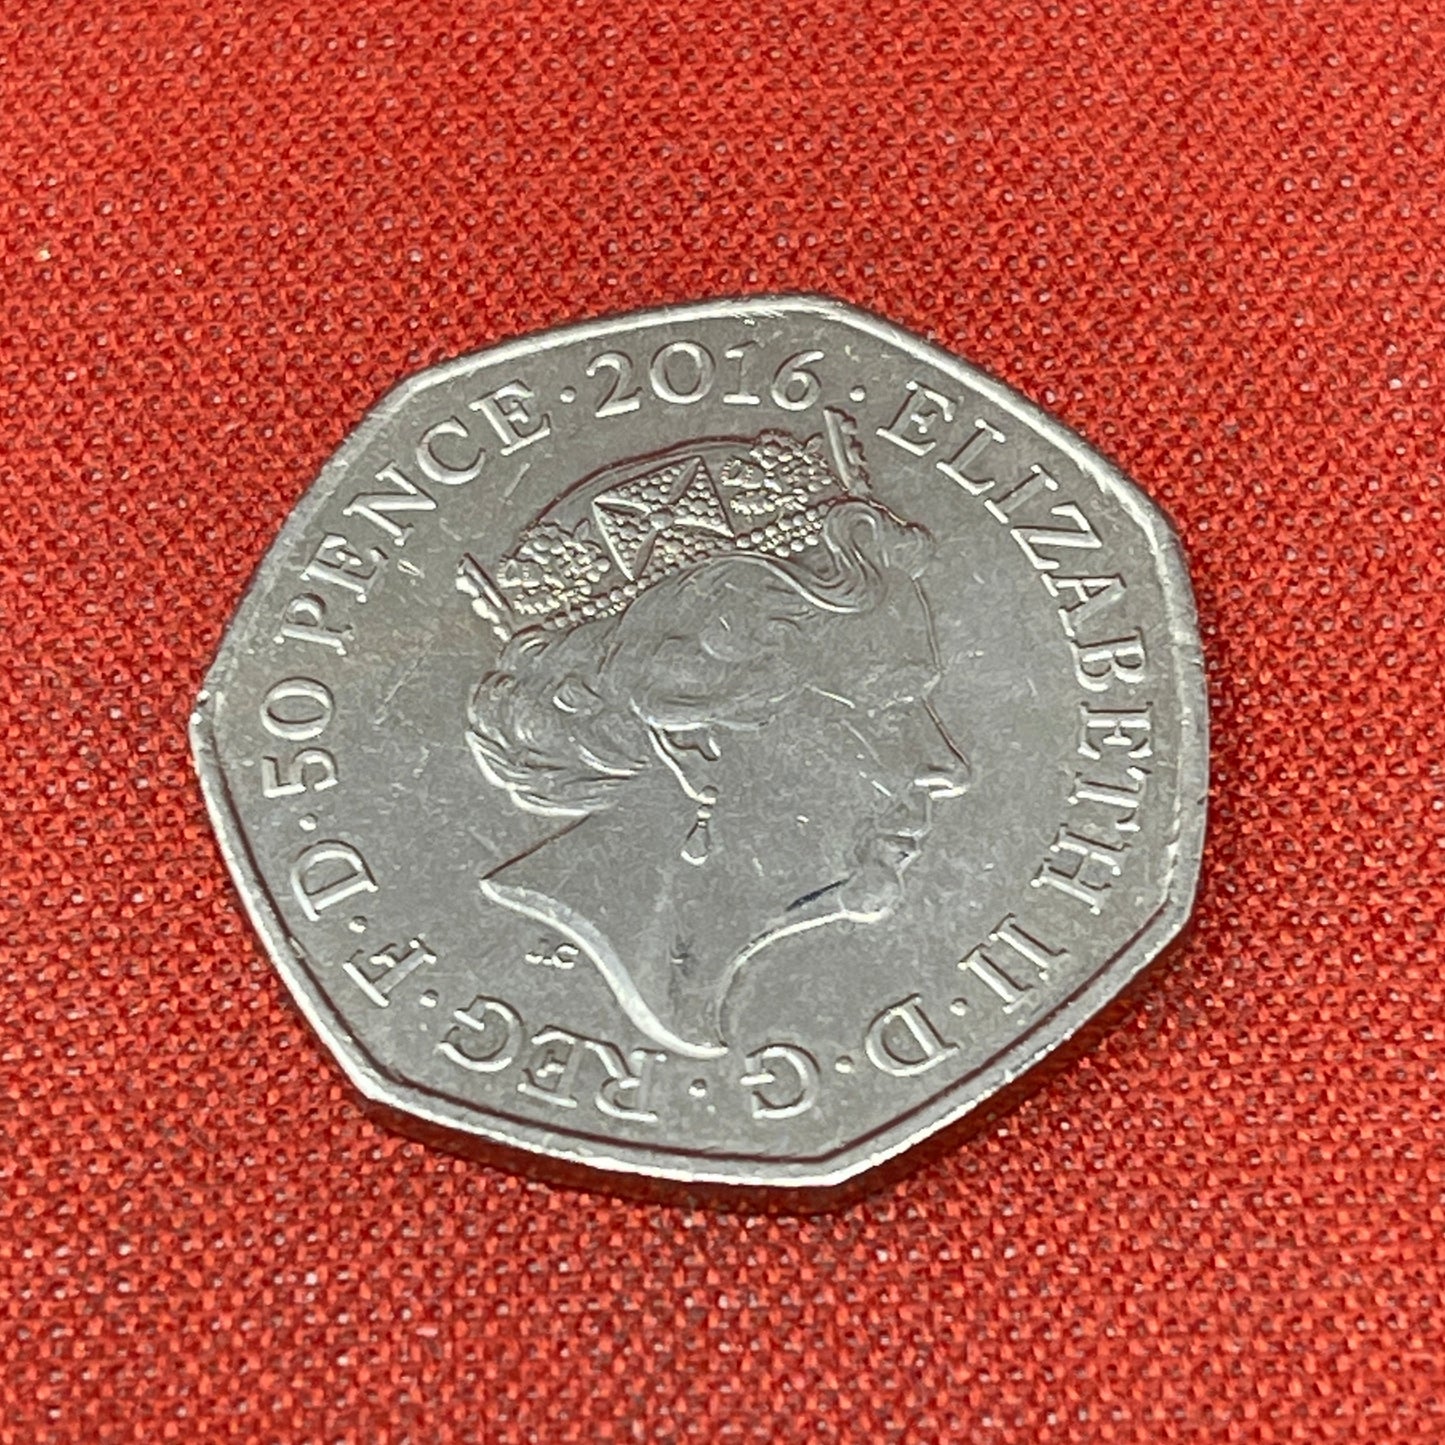 ELIZABETH II · D · G · REG · F · D · 50 PENCE · 2016 ·
J.C